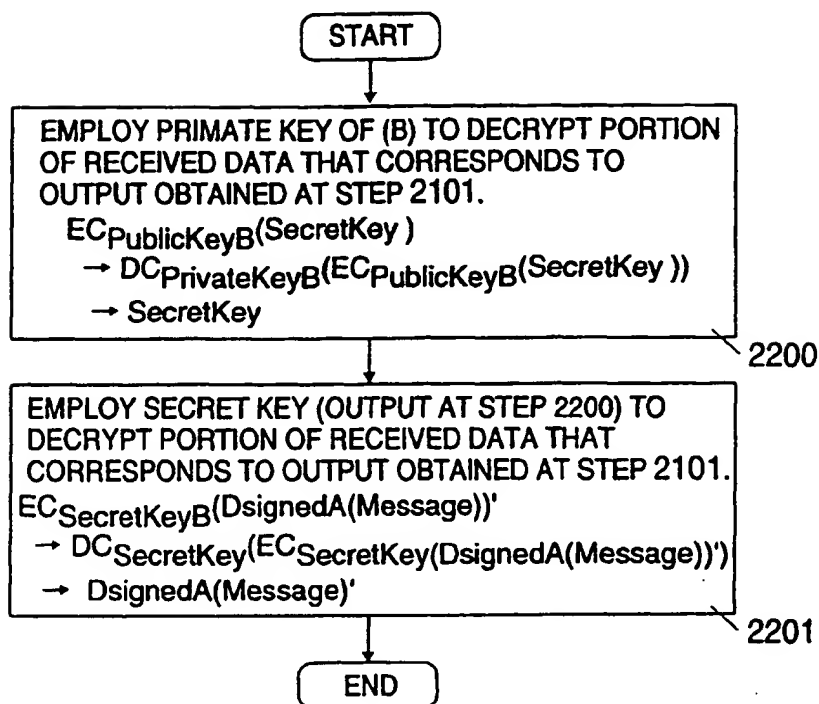 START
EMPLOY PRIMATE KEY OF (B) TO DECRYPT PORTION
OF RECEIVED DATA THAT CORRESPONDS TO
OUTPUT OBTAINED AT STEP 2101.
ECPublicKeyB(SecretKey )
→ DCPrivateKeyB(ECPublicKeyB(SecretKey ))
→ SecretKey
2200
EMPLOY SECRET KEY (OUTPUT AT STEP 2200) TO
DECRYPT PORTION OF RECEIVED DATA THAT
CORRESPONDS TO OUTPUT OBTAINED AT STEP 2101.
ECSecretKeyB(DsignedA(Message))'
→ DCSecretKey(ECSecretKey(DsignedA(Message))')
→ DsignedA(Message)'
2201
END